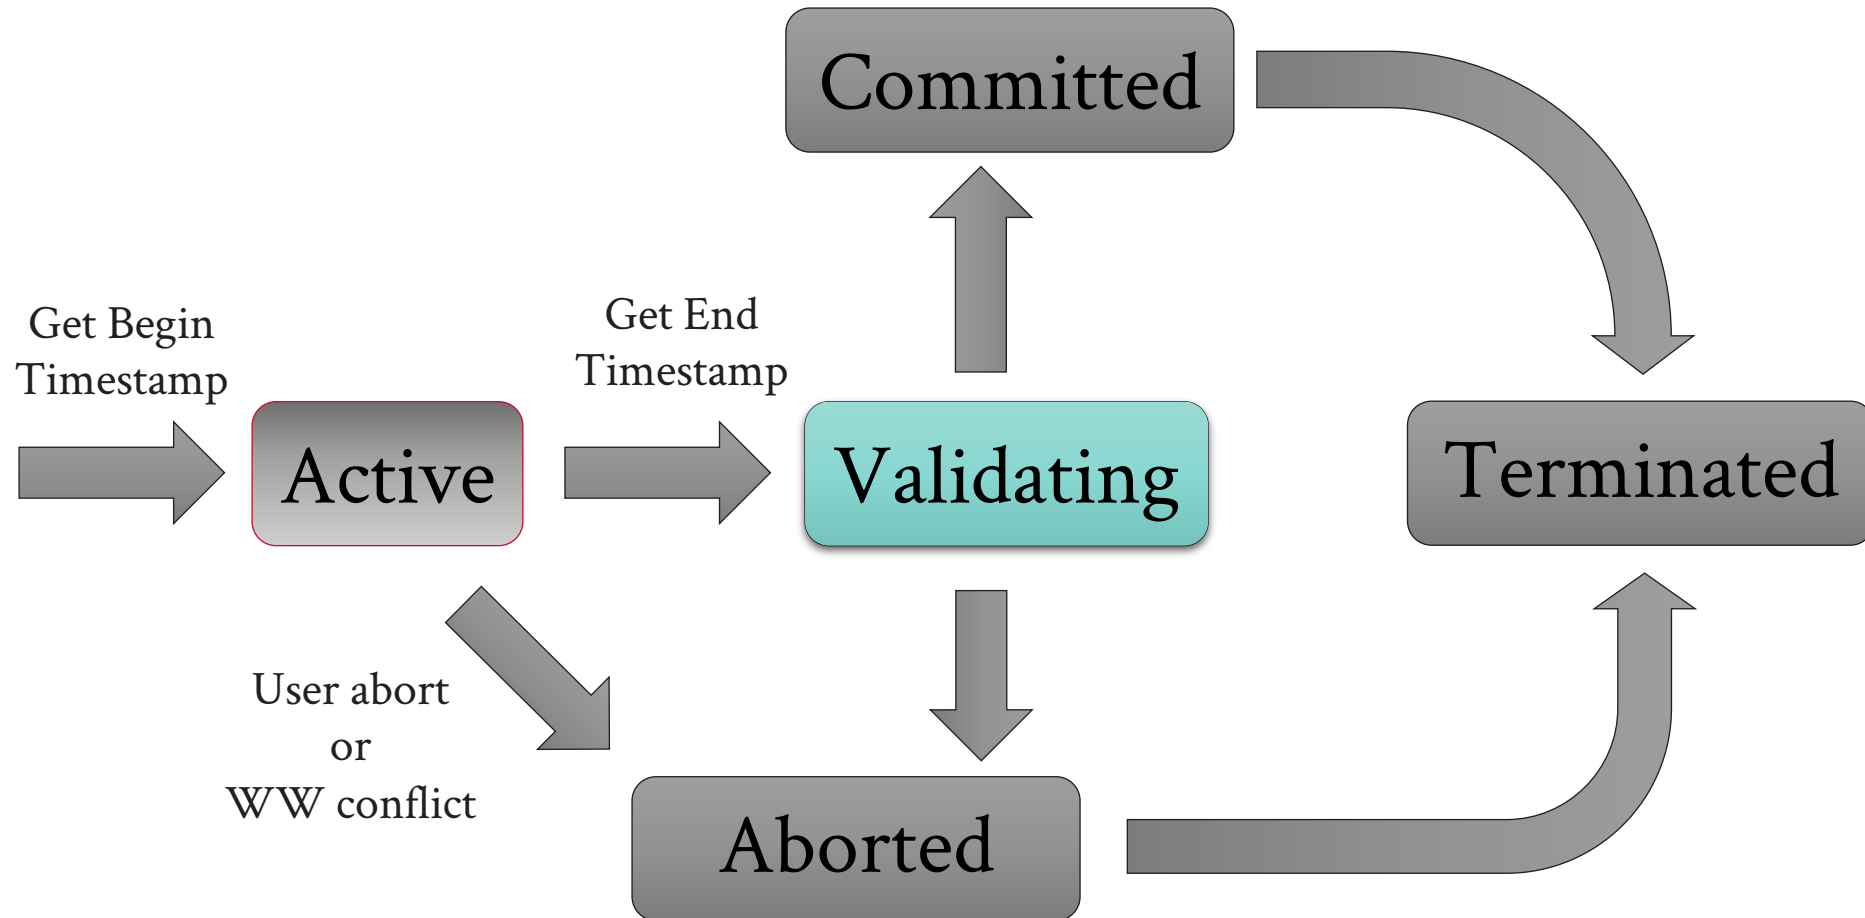 Committed
Get Begin
Timestamp
Get End
Timestamp
Active
Validating
Terminated
User abort
or
WW conflict
Aborted